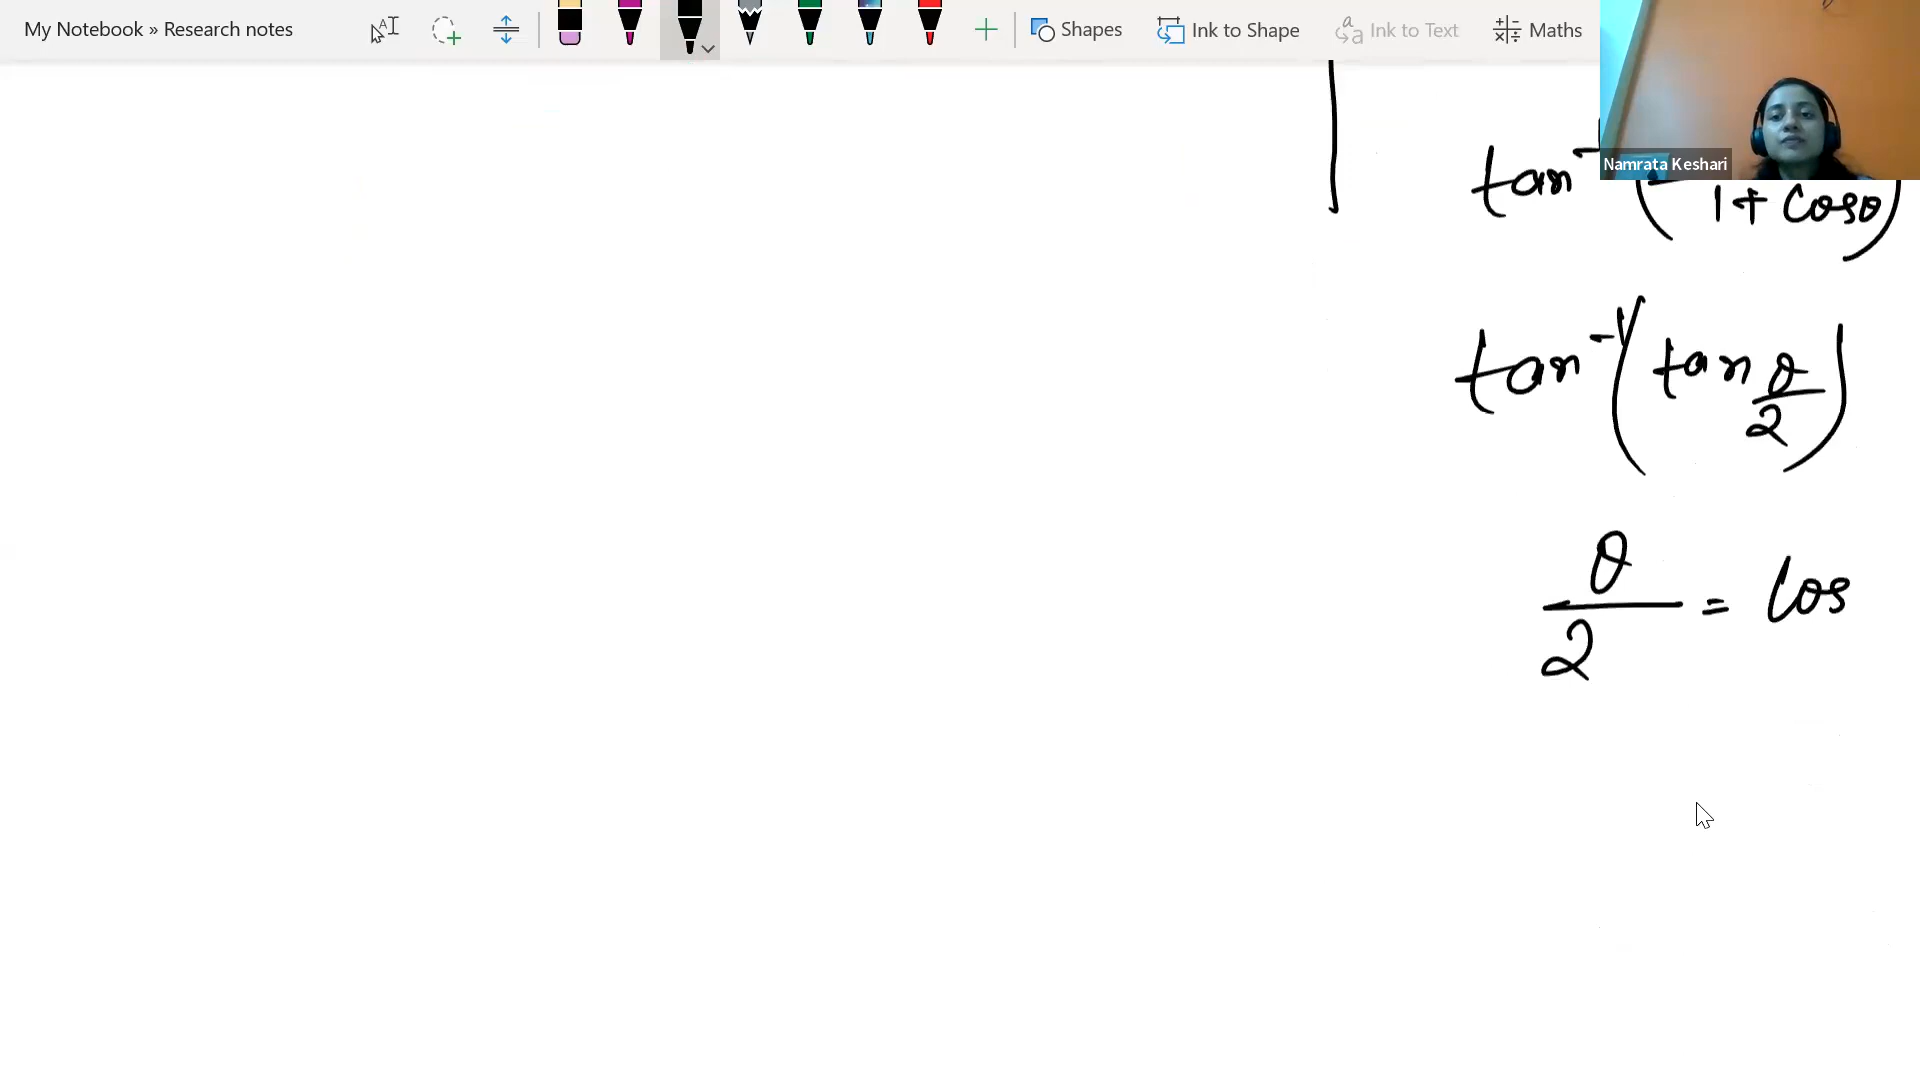 My Notebook » Research notes
Shapes
Ink to Shape
Ink to Text
Maths
Namrata Keshari
tan⁻
1 + cosθ
tan⁻¹(tan θ/2)
θ/2 = cos